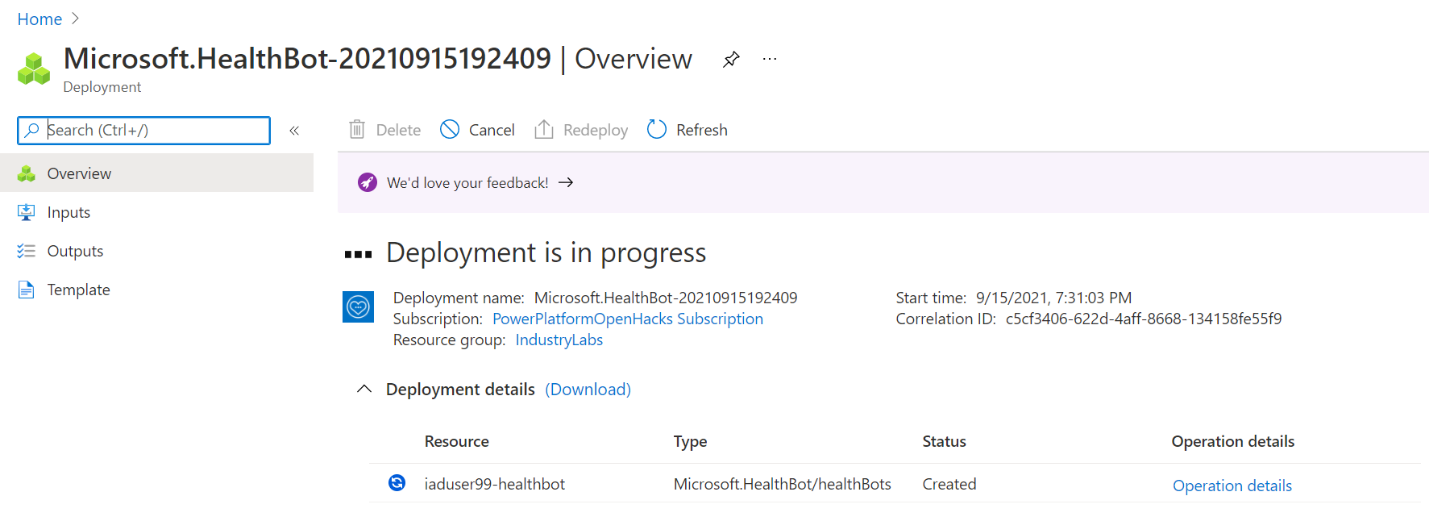 Home >
Microsoft.HealthBot-20210915192409 | Overview ...
Deployment
Search (Ctrl+/) «
Delete Cancel Redeploy Refresh
Overview
Inputs
Outputs
Template
We'd love your feedback! →
Deployment is in progress
Deployment name: Microsoft.HealthBot-20210915192409 Start time: 9/15/2021, 7:31:03 PM
Subscription: PowerPlatformOpenHacks Subscription Correlation ID: c5cf3406-622d-4aff-8668-134158fe55f9
Resource group: IndustryLabs
Deployment details (Download)
Resource Type Status Operation details
iaduser99-healthbot Microsoft.HealthBot/healthBots Created Operation details